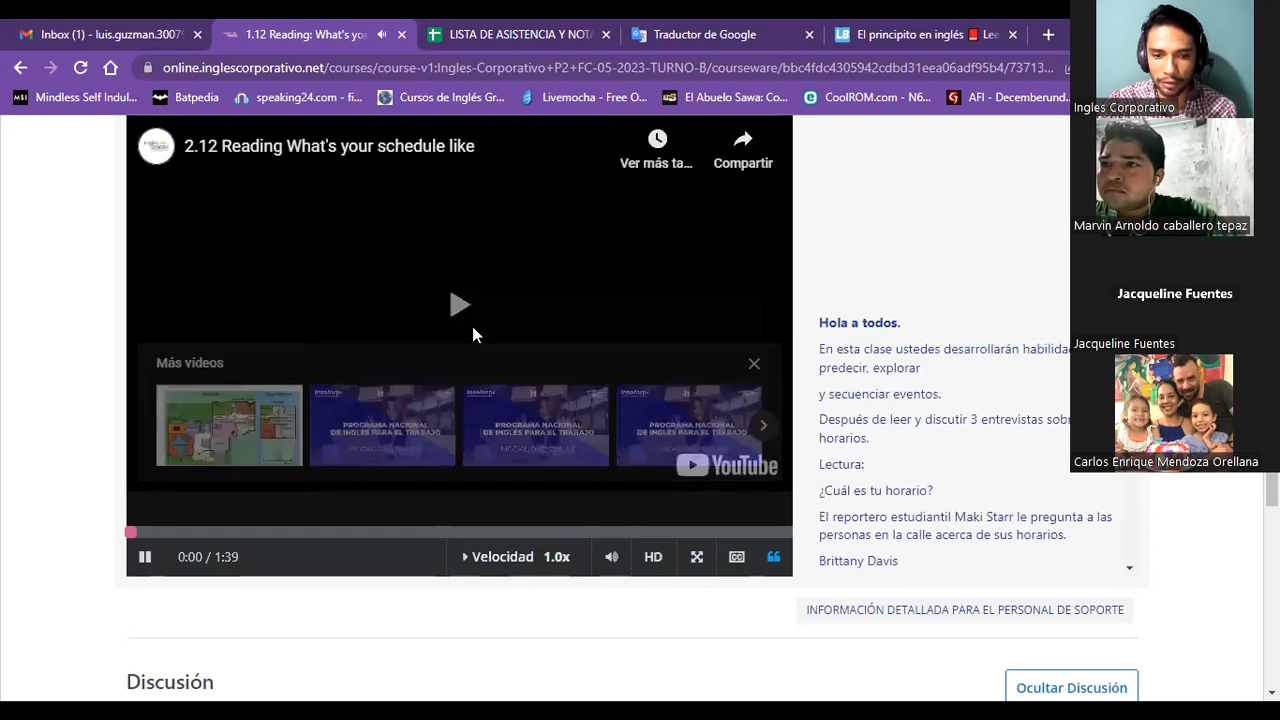 Inbox (1) - luis.guzman.3007
1.12 Reading: What's yo
LISTA DE ASISTENCIA Y NOTA
Traductor de Google
El principito en inglés
Lee
online.inglescorporativo.net/courses/course-v1:Ingles-Corporativo+P2+FC-05-2023-TURNO-B/courseware/bbc4fdc4305942cdbd31eea06adf95b4/73713...
Mindless Self Indul...
Batpedia
speaking24.com - fi...
Cursos de Inglés Gr...
Livemocha - Free O...
El Abuelo Sawa: Co...
CoolROM.com - N6...
AFI - Decemberund
2.12 Reading What's your schedule like
Ver más ta...
Compartir
Más videos
PROGRAMA NACIONAL DE INGLÉS PARA EL TRABAJO
PROGRAMA NACIONAL DE INGLÉS PARA EL TRABAJO
PROGRAMA NACIONAL DE INGLÉS PARA EL TRABAJO
YouTube
0:00 / 1:39
Velocidad 1.0x
HD
CC
Hola a todos.
En esta clase ustedes desarrollarán habilidad
predecir, explorar
y secuenciar eventos.
Después de leer y discutir 3 entrevistas sob
horarios.
Lectura:
¿Cuál es tu horario?
El reportero estudiantil Maki Starr le pregunta a las
personas en la calle acerca de sus horarios.
Brittany Davis
INFORMACIÓN DETALLADA PARA EL PERSONAL DE SOPORTE
Discusión
Ocultar Discusión
Ingles Corporativo
Marvin Arnoldo caballero tepaz
Jacqueline Fuentes
Jacqueline Fuentes
Carlos Enrique Mendoza Orellana